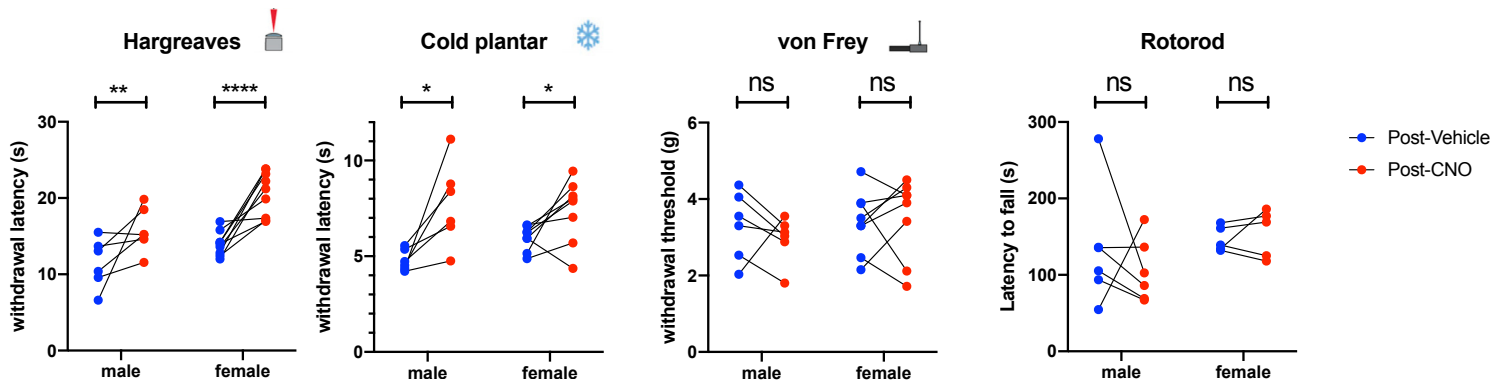 Hargreaves
** ****
withdrawal latency (s)
30
20
10
0
male female
Cold plantar
* *
withdrawal latency (s)
10
5
0
male female
von Frey
ns ns
withdrawal threshold (g)
6
4
2
0
male female
Rotorod
ns ns
Latency to fall (s)
300
200
100
0
male female
Post-Vehicle
Post-CNO